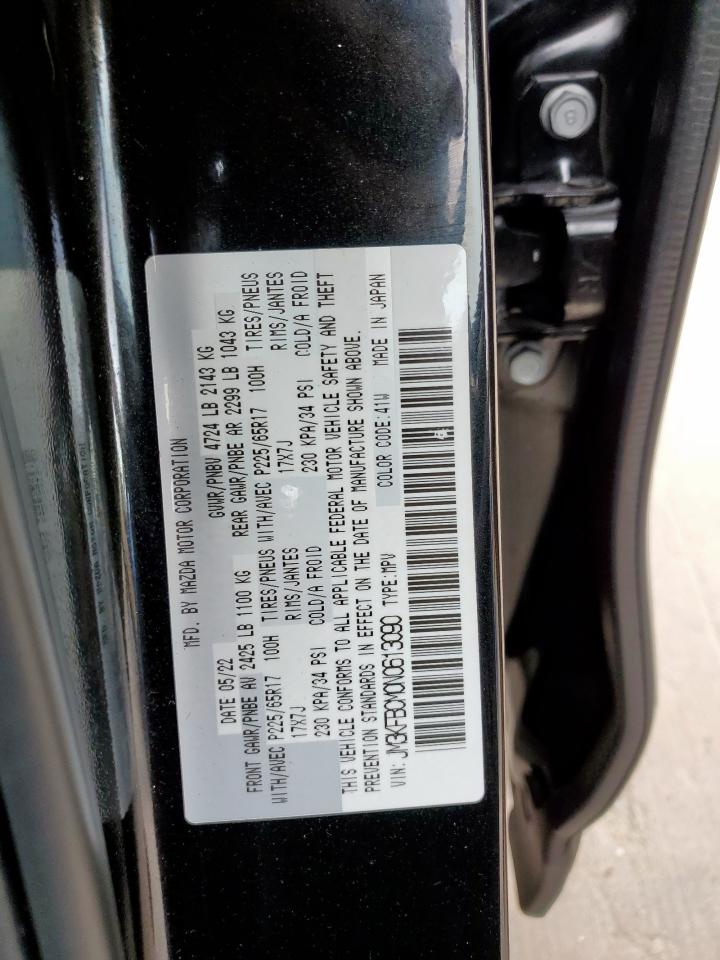 MFD. BY MAZDA MOTOR CORPORATION
DATE 05/22 GVWR/PNBV 4724 LB 2143 KG
FRONT GAWR/PNBE AV 2425 LB 1100 KG REAR GAWR/PNBE AR 2299 LB 1043 KG
WITH/AVEC P225/65R17 100H TIRES/PNEUS WITH/AVEC P225/65R17 100H TIRES/PNEUS
17X7J RIMS/JANTES 17X7J RIMS/JANTES
230 KPA/34 PSI COLD/A FROID 230 KPA/34 PSI COLD/A FROID
THIS VEHICLE CONFORMS TO ALL APPLICABLE FEDERAL MOTOR VEHICLE SAFETY AND THEFT
PREVENTION STANDARDS IN EFFECT ON THE DATE OF MANUFACTURE SHOWN ABOVE.
VIN: JM3KFBCM0N0613090 TYPE:MPV COLOR CODE:41W MADE IN JAPAN